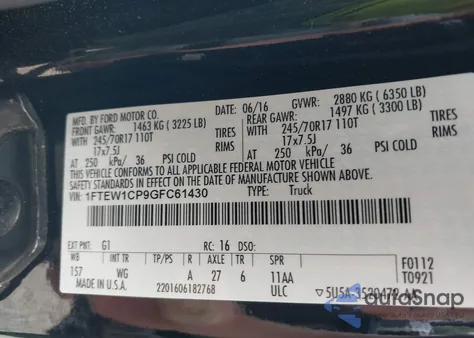 MFD. BY FORD MOTOR CO.
DATE: 06/16 GVWR: 2880 KG ( 6350 LB)
FRONT GAWR: 1463 KG ( 3225 LB) REAR GAWR: 1497 KG ( 3300 LB)
WITH 245/70R17 110T TIRES WITH 245/70R17 110T TIRES
17x7.5J RIMS 17x7.5J RIMS
AT 250 kPa/ 36 PSI COLD AT 250 kPa/ 36 PSI COLD
THIS VEHICLE CONFORMS TO ALL APPLICABLE FEDERAL MOTOR VEHICLE
SAFETY STANDARDS IN EFFECT ON THE DATE OF MANUFACTURE SHOWN ABOVE.
VIN: 1FTEW1CP9GFC61430 TYPE: Truck
EXT PNT: G1 RC: 16 DSO:
WB INT TR TP/PS R AXLE TR SPR F0112
157 WG A 27 6 11AA T0921
MADE IN U.S.A. 2201606182768 ULC
autoSnap